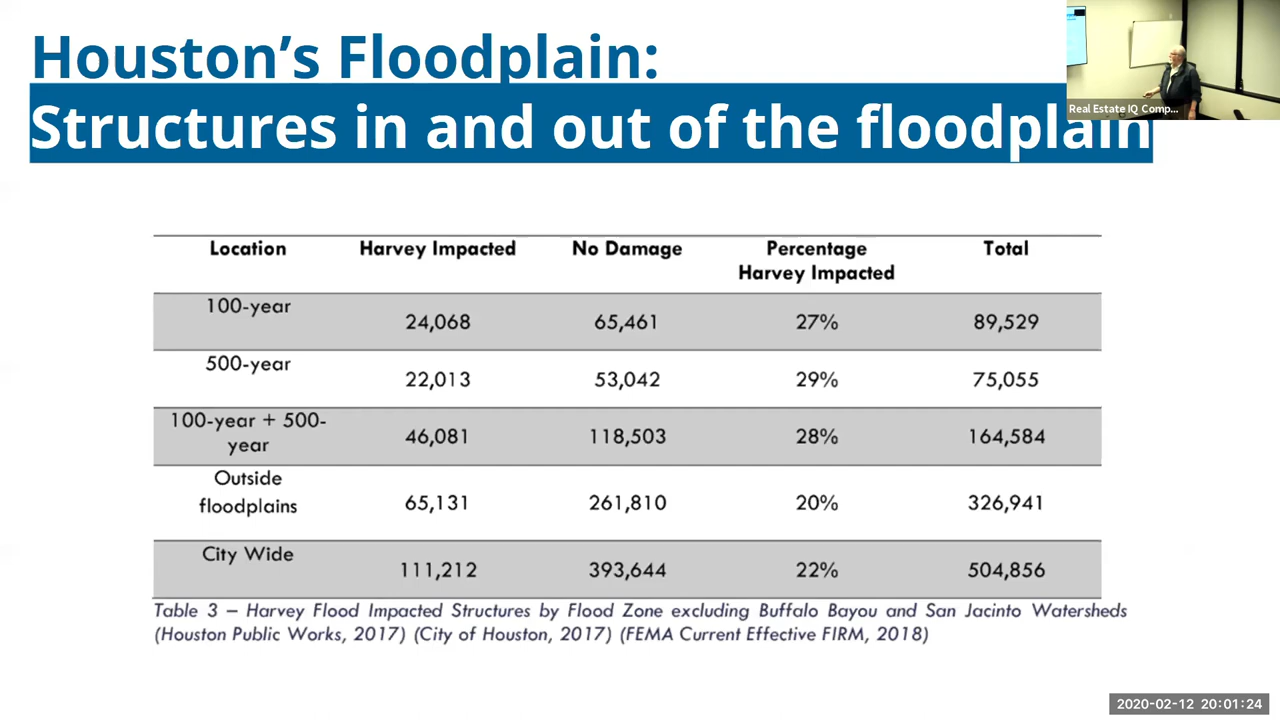 Houston’s Floodplain:
Structures in and out of the floodplain
Real Estate IQ Comp...
Location Harvey Impacted No Damage Percentage Harvey Impacted Total
100-year 24,068 65,461 27% 89,529
500-year 22,013 53,042 29% 75,055
100-year + 500-year 46,081 118,503 28% 164,584
Outside floodplains 65,131 261,810 20% 326,941
City Wide 111,212 393,644 22% 504,856
Table 3 – Harvey Flood Impacted Structures by Flood Zone excluding Buffalo Bayou and San Jacinto Watersheds
(Houston Public Works, 2017) (City of Houston, 2017) (FEMA Current Effective FIRM, 2018)
2020-02-12 20:01:24